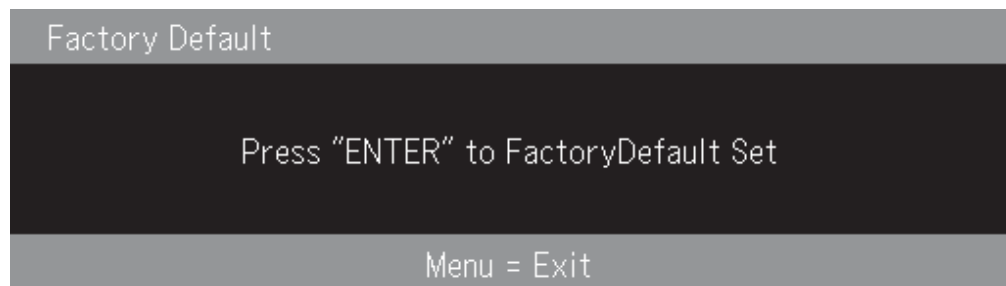 Factory Default
Press "ENTER" to FactoryDefault Set
Menu = Exit